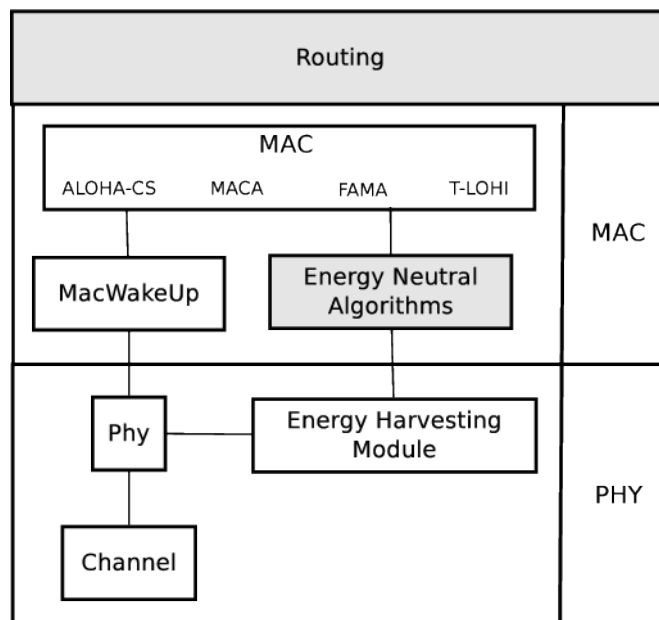 Routing
MAC
ALOHA-CS MACA FAMA T-LOHI
MAC
MacWakeUp
Energy Neutral
Algorithms
Phy
Energy Harvesting
Module
PHY
Channel